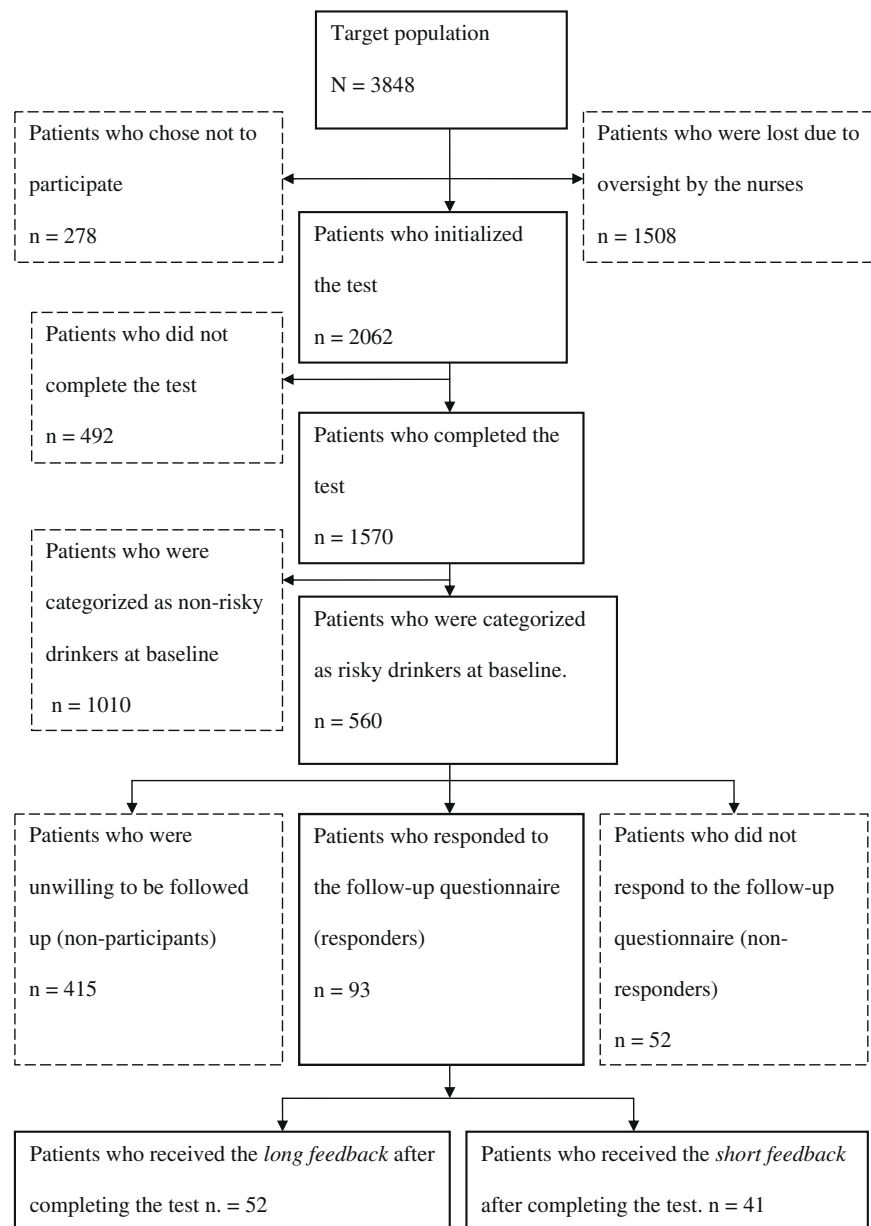 Target population
N = 3848
Patients who chose not to
participate
n = 278
Patients who were lost due to
oversight by the nurses
n = 1508
Patients who initialized
the test
n = 2062
Patients who did not
complete the test
n = 492
Patients who completed the
test
n = 1570
Patients who were
categorized as non-risky
drinkers at baseline
n = 1010
Patients who were categorized
as risky drinkers at baseline.
n = 560
Patients who were
unwilling to be followed
up (non-participants)
n = 415
Patients who responded to
the follow-up questionnaire
(responders)
n = 93
Patients who did not
respond to the follow-up
questionnaire (non-
responders)
n = 52
Patients who received the long feedback after
completing the test n. = 52
Patients who received the short feedback
after completing the test. n = 41